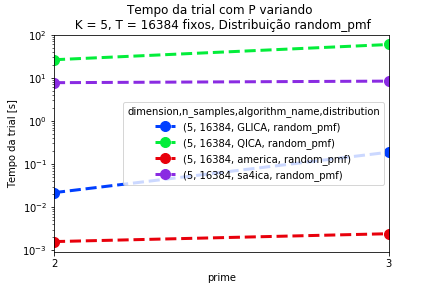 Tempo da trial com P variando
K = 5, T = 16384 fixos, Distribuição random_pmf
Tempo da trial [s]
10²
10¹
10⁰
10⁻¹
10⁻²
10⁻³
dimension,n_samples,algorithm_name,distribution
(5, 16384, GLICA, random_pmf)
(5, 16384, QICA, random_pmf)
(5, 16384, america, random_pmf)
(5, 16384, sa4ica, random_pmf)
2
3
prime